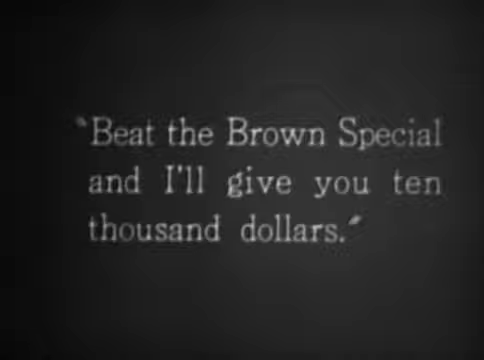 "Beat the Brown Special
and I'll give you ten
thousand dollars."